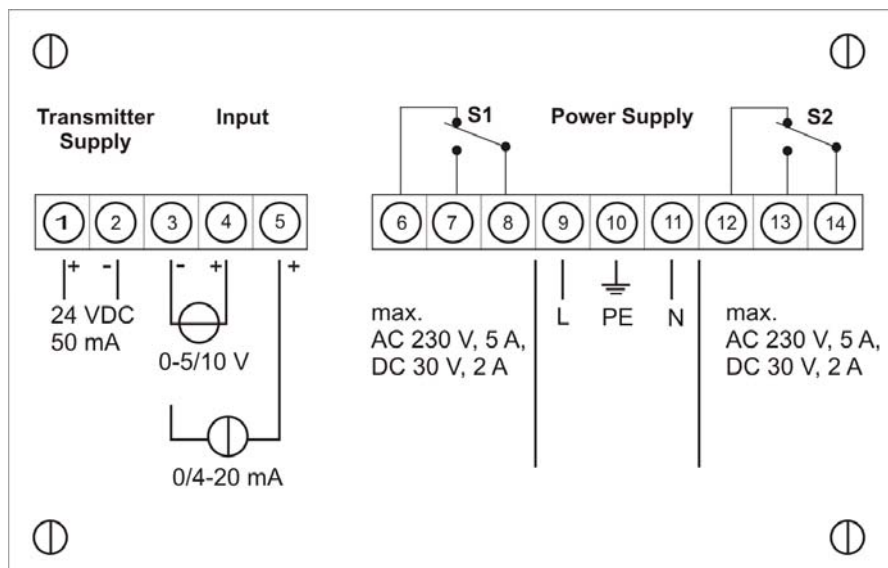 Transmitter
Supply
Input
S1
Power Supply
S2
1 2 3 4 5
6 7 8 9 10 11 12 13 14
+ - - + +
24 VDC
50 mA
0-5/10 V
0/4-20 mA
max.
AC 230 V, 5 A,
DC 30 V, 2 A
L PE N
max.
AC 230 V, 5 A,
DC 30 V, 2 A